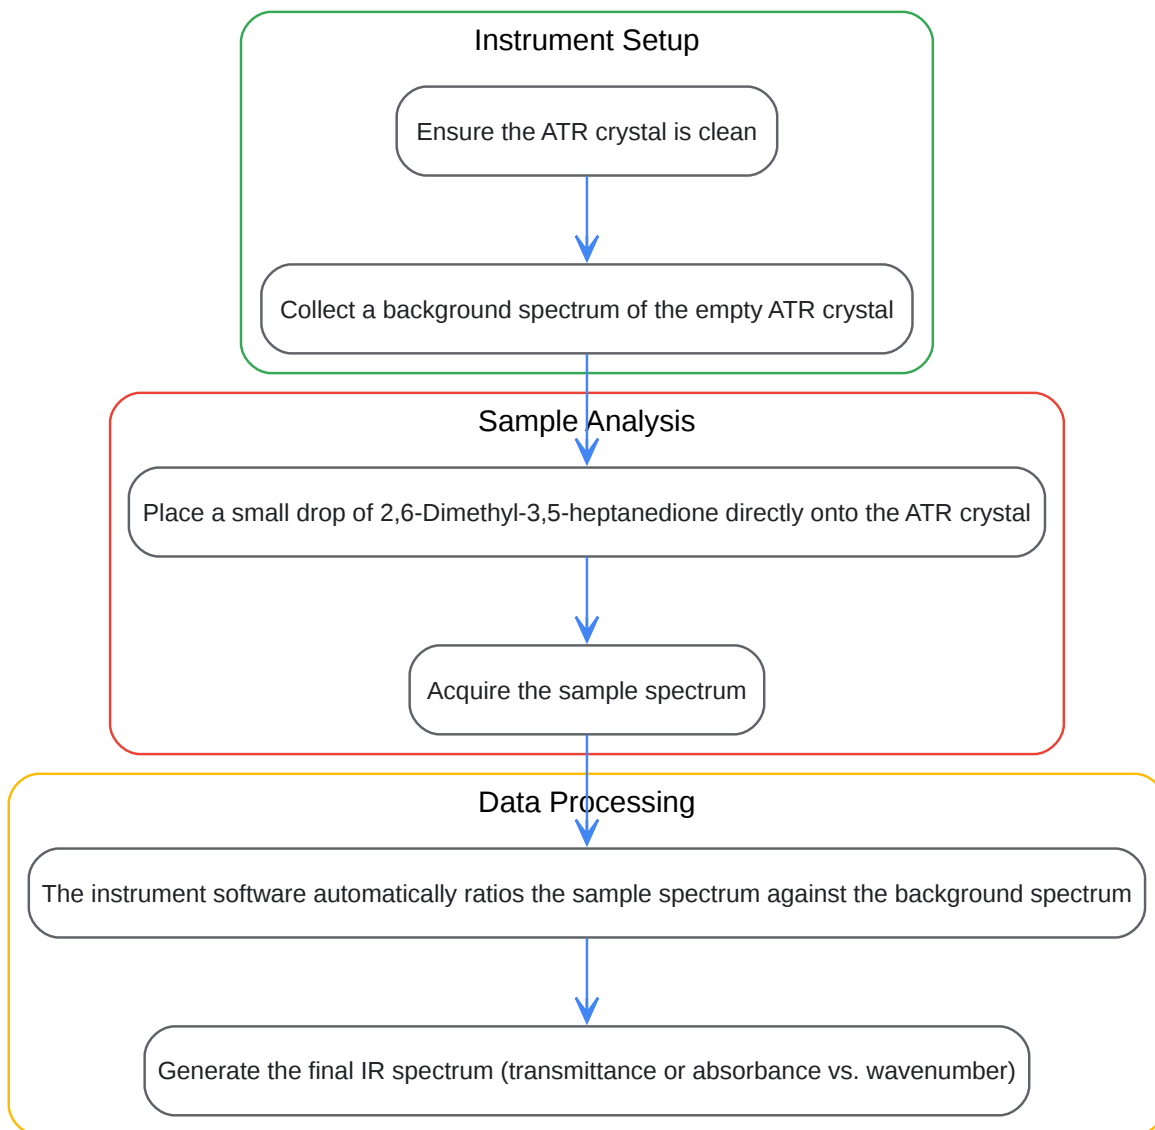 Instrument Setup
Ensure the ATR crystal is clean
Collect a background spectrum of the empty ATR crystal
Sample Analysis
Place a small drop of 2,6-Dimethyl-3,5-heptanedione directly onto the ATR crystal
Acquire the sample spectrum
Data Processing
The instrument software automatically ratios the sample spectrum against the background spectrum
Generate the final IR spectrum (transmittance or absorbance vs. wavenumber)